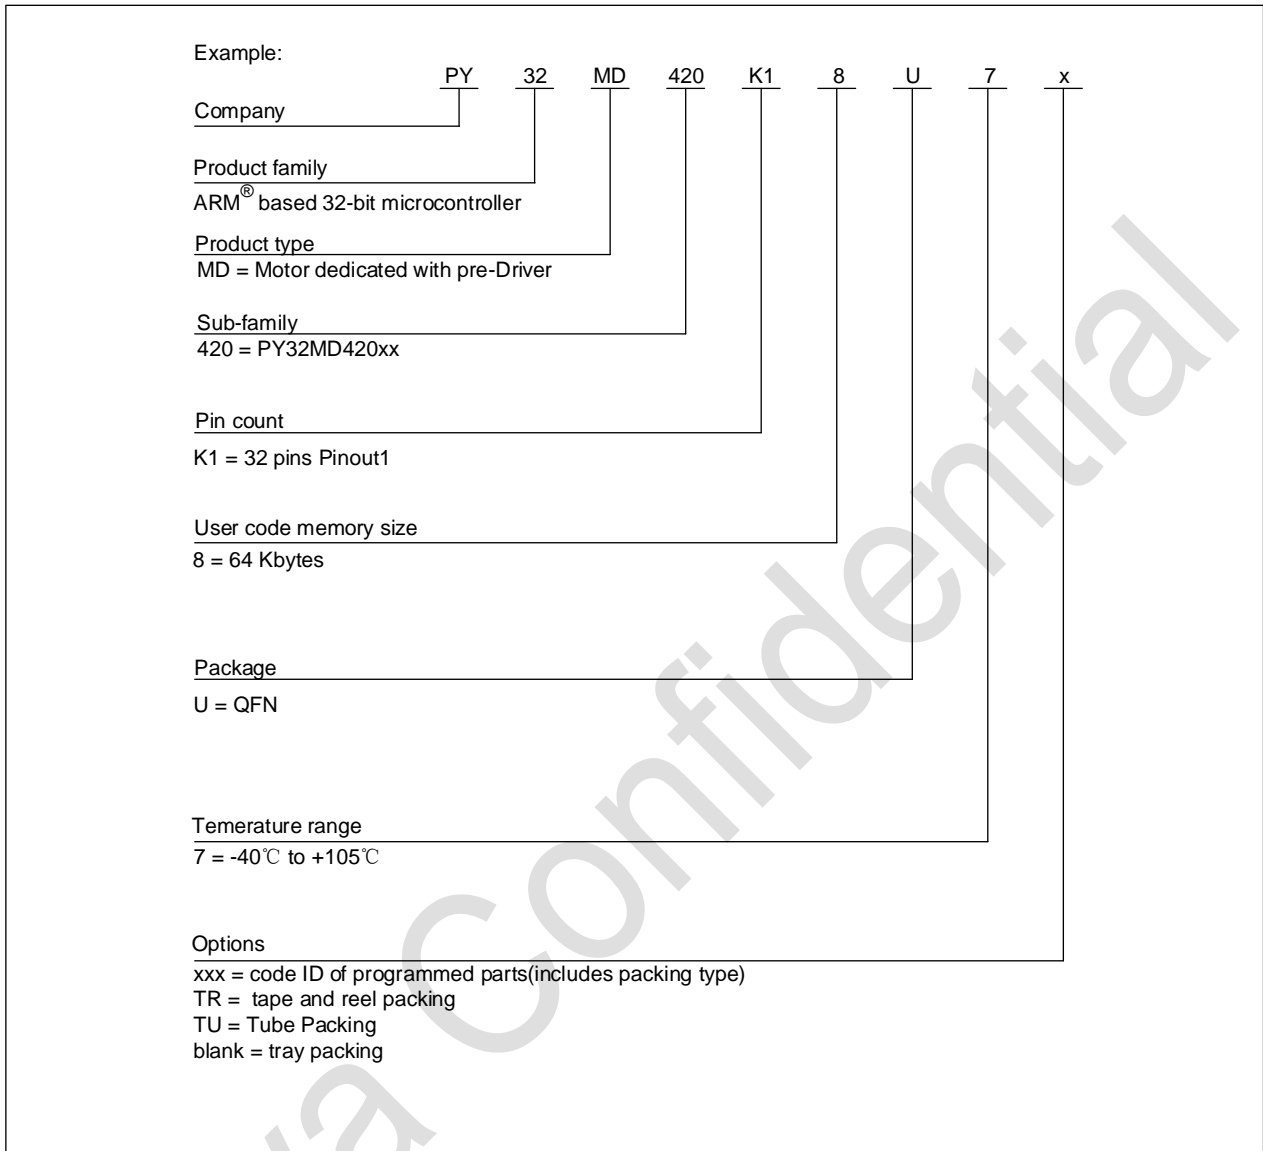 Example:
PY 32 MD 420 K1 8 U 7 x
Company
Product family
ARM® based 32-bit microcontroller
Product type
MD = Motor dedicated with pre-Driver
Sub-family
420 = PY32MD420xx
Pin count
K1 = 32 pins Pinout1
User code memory size
8 = 64 Kbytes
Package
U = QFN
Temerature range
7 = -40℃ to +105℃
Options
xxx = code ID of programmed parts(includes packing type)
TR = tape and reel packing
TU = Tube Packing
blank = tray packing
Confidential